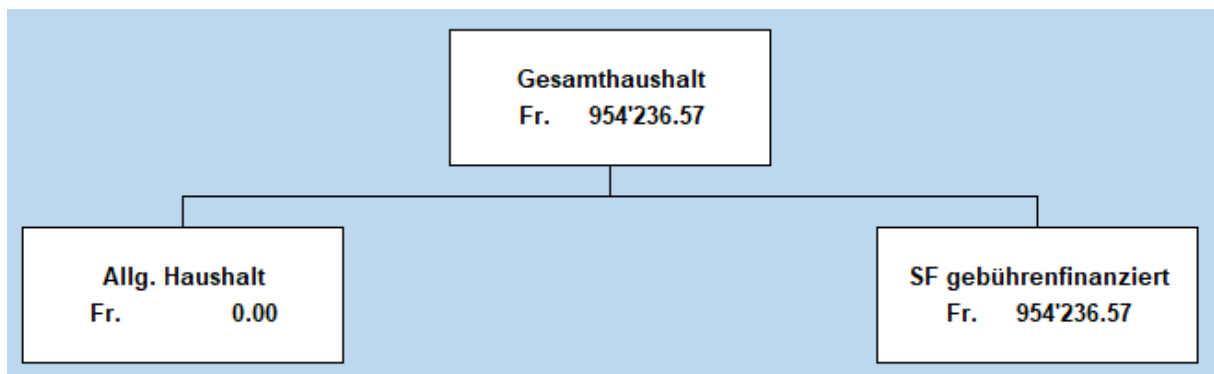 Gesamthaushalt
Fr. 954'236.57
Allg. Haushalt
Fr. 0.00
SF gebührenfinanziert
Fr. 954'236.57